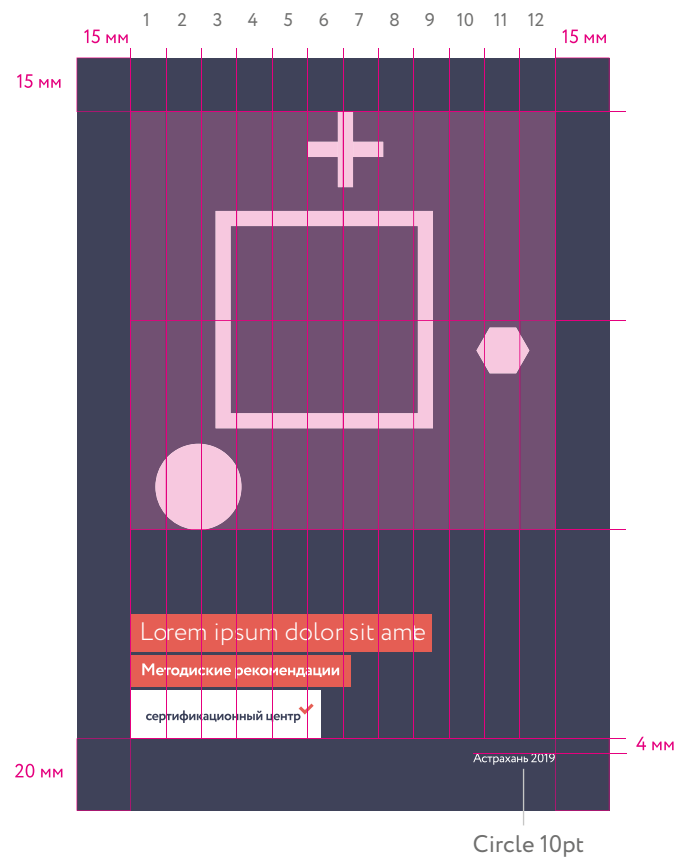 1 2 3 4 5 6 7 8 9 10 11 12
15 мм 15 мм
15 мм
Lorem ipsum dolor sit ame
Методиские рекомендации
сертификационный центр
4 мм
Астрахань 2019
20 мм
Circle 10pt